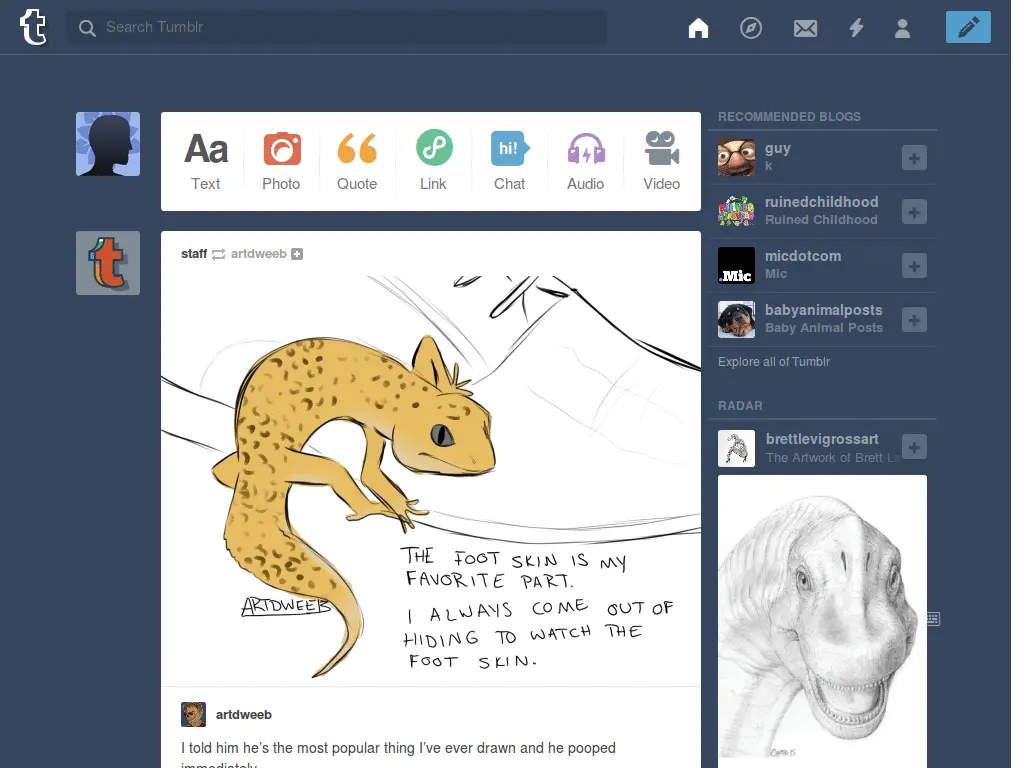 t
Search Tumblr
Aa
hi!
Text
Photo
Quote
Link
Chat
Audio
Video
t
staff artdweeb
THE FOOT SKIN IS MY
FAVORITE PART.
I ALWAYS COME OUT OF
HIDING TO WATCH THE
FOOT SKIN.
ARTDWEEB
artdweeb
I told him he's the most popular thing I've ever drawn and he pooped
immediately
RECOMMENDED BLOGS
guy
k
ruinedchildhood
Ruined Childhood
micdotcom
.Mic
Mic
babyanimalposts
Baby Animal Posts
Explore all of Tumblr
RADAR
brettlevigrossart
The Artwork of Brett Le